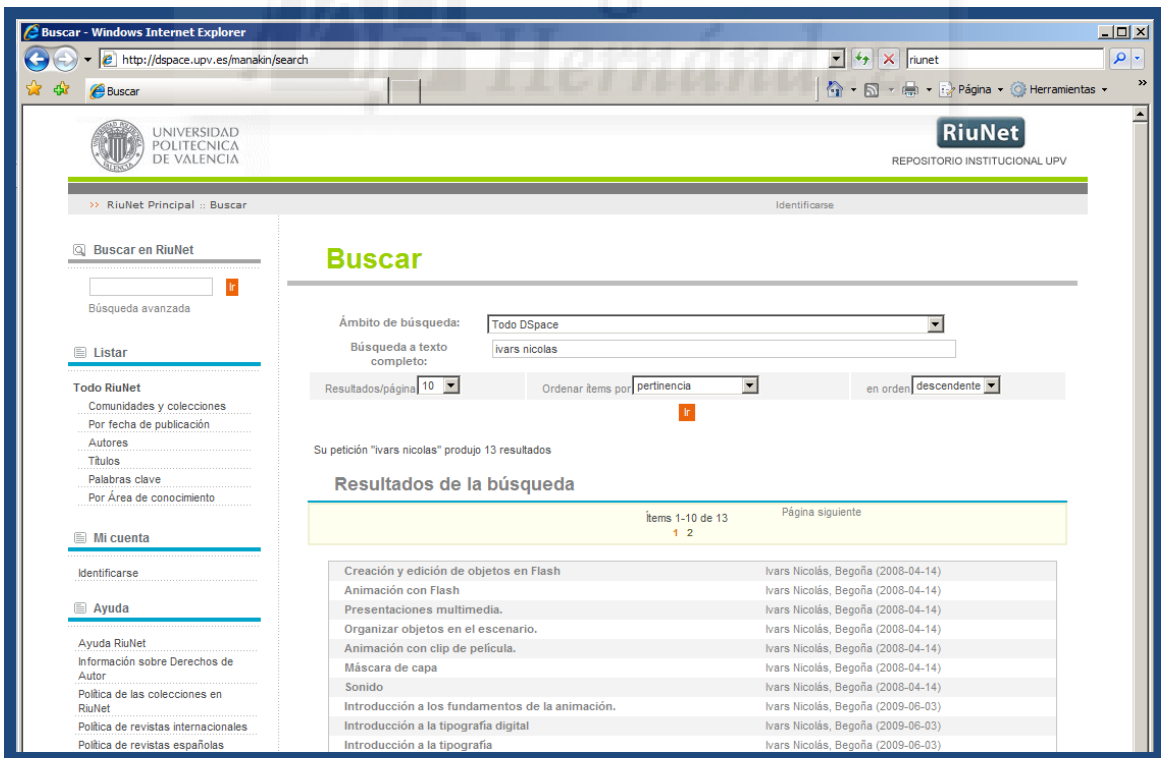 Hernández
Buscar - Windows Internet Explorer
http://dspace.upv.es/manakin/search
riunet
Buscar
Página
Herramientas
»
UNIVERSIDAD
POLITECNICA
DE VALENCIA
RiuNet
REPOSITORIO INSTITUCIONAL UPV
>> RiuNet Principal :: Buscar
Identificarse
Buscar en RiuNet
Ir
Búsqueda avanzada
Listar
Todo RiuNet
Comunidades y colecciones
Por fecha de publicación
Autores
Títulos
Palabras clave
Por Área de conocimiento
Mi cuenta
Identificarse
Ayuda
Ayuda RiuNet
Información sobre Derechos de
Autor
Política de las colecciones en
RiuNet
Política de revistas internacionales
Política de revistas españolas
Buscar
Ámbito de búsqueda: Todo DSpace
Búsqueda a texto
completo:
ivars nicolas
Resultados/página 10 Ordenar ítems por pertinencia en orden descendente
Ir
Su petición "ivars nicolas" produjo 13 resultados
Resultados de la búsqueda
Ítems 1-10 de 13 Página siguiente
1 2
Creación y edición de objetos en Flash Ivars Nicolás, Begoña (2008-04-14)
Animación con Flash Ivars Nicolás, Begoña (2008-04-14)
Presentaciones multimedia. Ivars Nicolás, Begoña (2008-04-14)
Organizar objetos en el escenario. Ivars Nicolás, Begoña (2008-04-14)
Animación con clip de película. Ivars Nicolás, Begoña (2008-04-14)
Máscara de capa Ivars Nicolás, Begoña (2008-04-14)
Sonido Ivars Nicolás, Begoña (2008-04-14)
Introducción a los fundamentos de la animación. Ivars Nicolás, Begoña (2009-06-03)
Introducción a la tipografía digital Ivars Nicolás, Begoña (2009-06-03)
Introducción a la tipografía Ivars Nicolás, Begoña (2009-06-03)